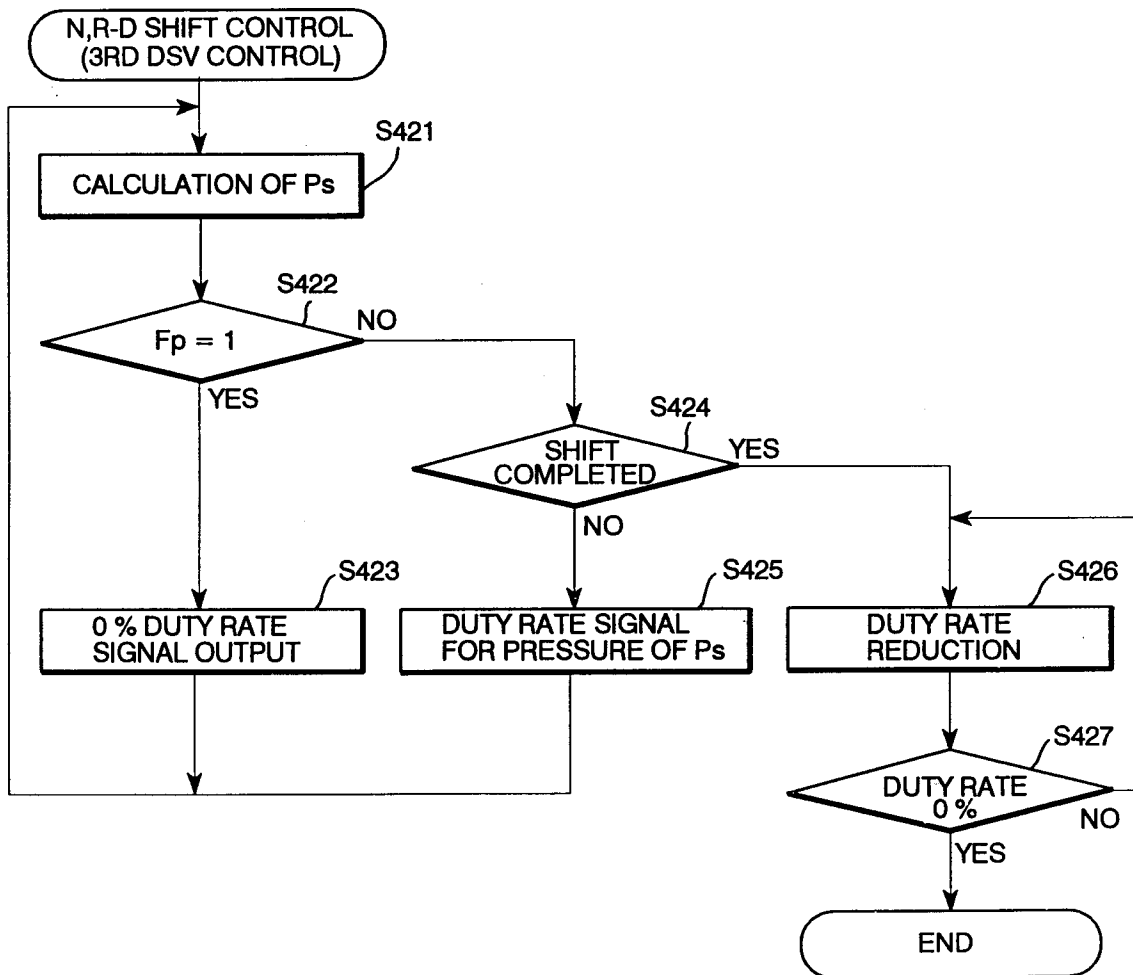 N,R-D SHIFT CONTROL
(3RD DSV CONTROL)
S421
CALCULATION OF Ps
S422
Fp = 1
NO
YES
S424
SHIFT
COMPLETED
YES
NO
S423
0 % DUTY RATE
SIGNAL OUTPUT
S425
DUTY RATE SIGNAL
FOR PRESSURE OF Ps
S426
DUTY RATE
REDUCTION
S427
DUTY RATE
0 %
NO
YES
END